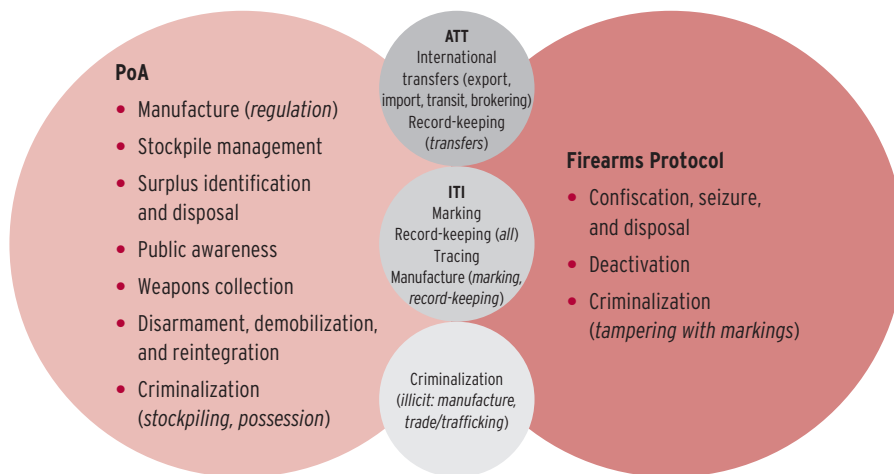 PoA
• Manufacture (regulation)
• Stockpile management
• Surplus identification
and disposal
• Public awareness
• Weapons collection
• Disarmament, demobilization,
and reintegration
• Criminalization
(stockpiling, possession)
ATT
International
transfers (export,
import, transit, brokering)
Record-keeping
(transfers)
ITI
Marking
Record-keeping (all)
Tracing
Manufacture (marking,
record-keeping)
Criminalization
(illicit: manufacture,
trade/trafficking)
Firearms Protocol
• Confiscation, seizure,
and disposal
• Deactivation
• Criminalization
(tampering with markings)